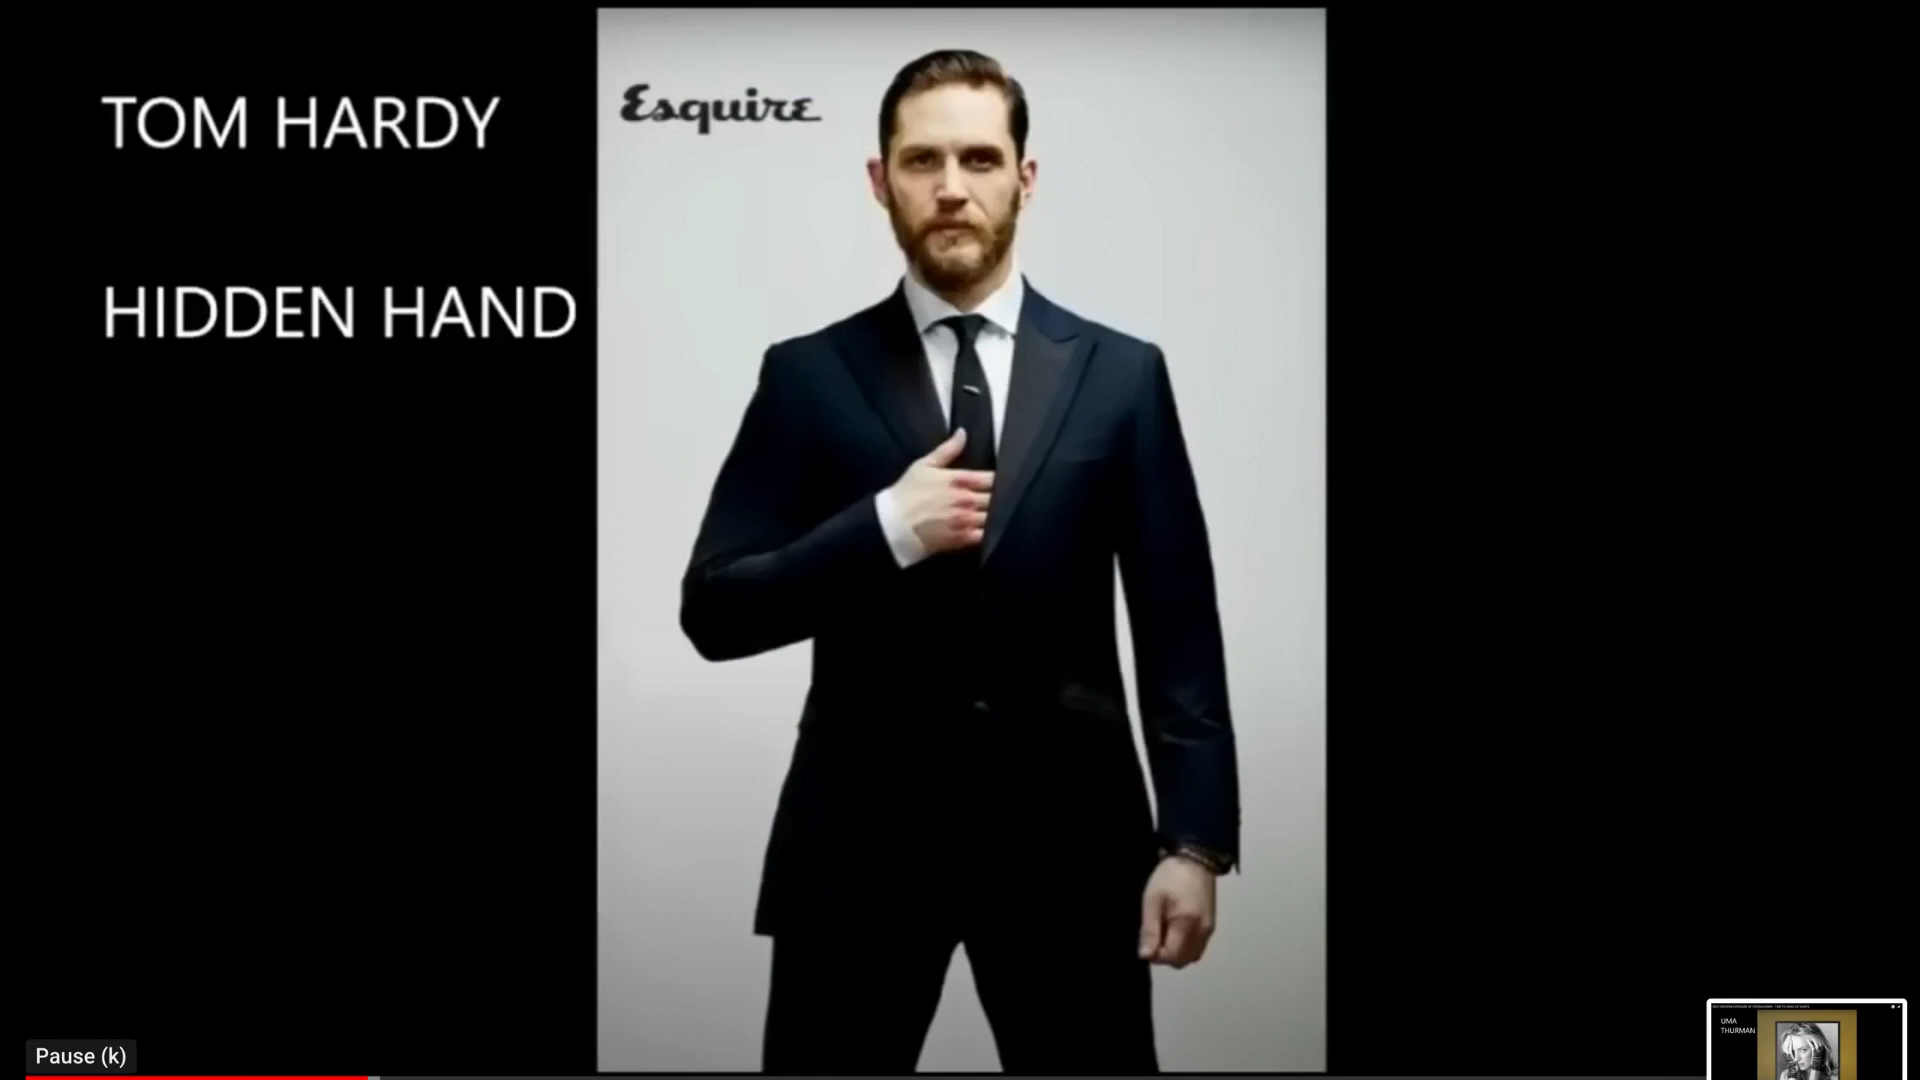 TOM HARDY
HIDDEN HAND
Esquire
Pause (k)
UMA
THURMAN